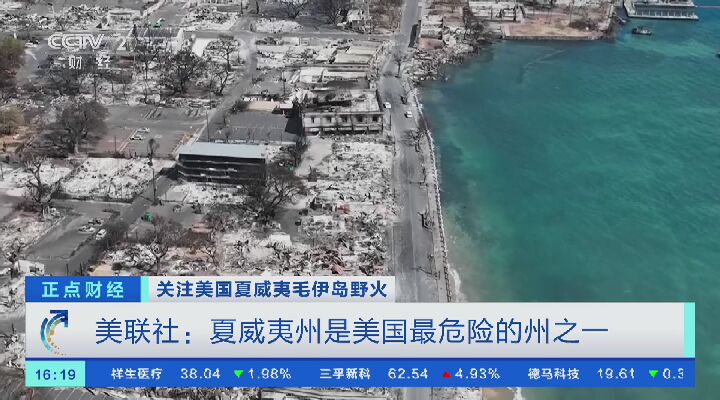 CCTV 2
财经
正点财经 关注美国夏威夷毛伊岛野火
美联社：夏威夷州是美国最危险的州之一
16:19 祥生医疗 38.04 ▼1.98% 三孚新科 62.54 ▲4.93% 德马科技 19.61 ▼0.3